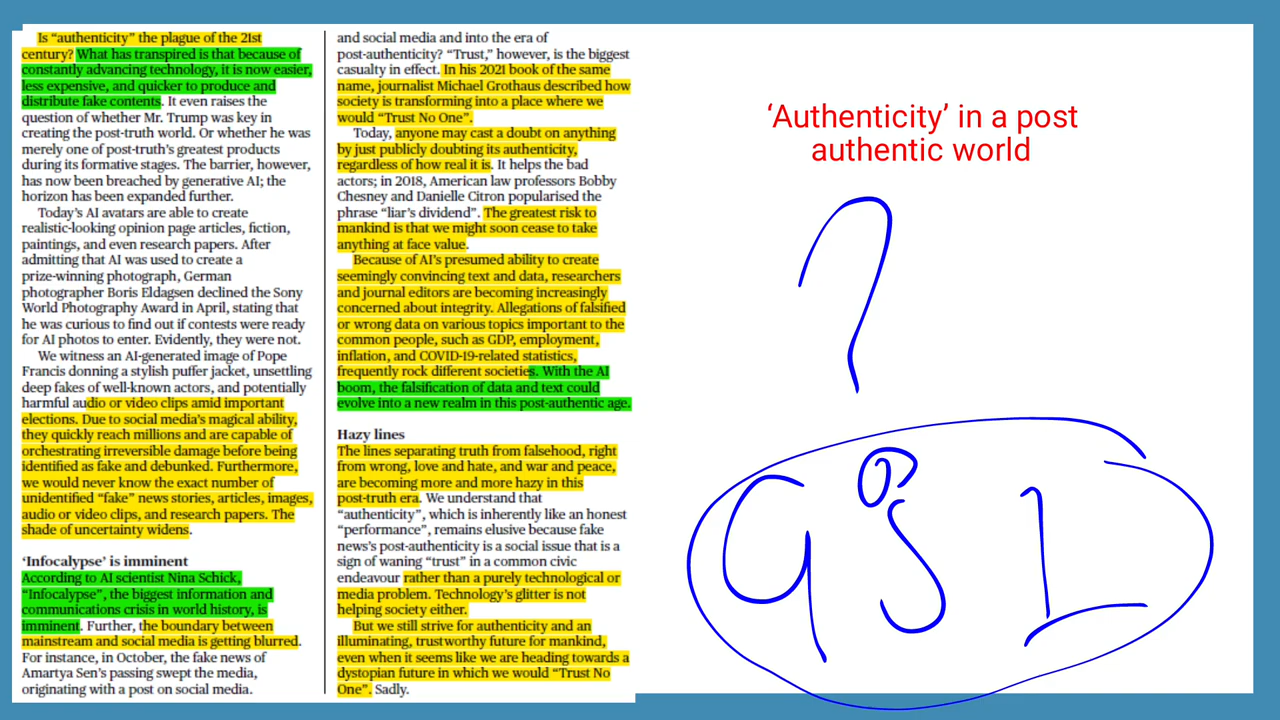 Is “authenticity” the plague of the 21st
century? What has transpired is that because of
constantly advancing technology, it is now easier,
less expensive, and quicker to produce and
distribute fake contents. It even raises the
question of whether Mr. Trump was key in
creating the post-truth world. Or whether he was
merely one of post-truth's greatest products
during its formative stages. The barrier, however,
has now been breached by generative AI; the
horizon has been expanded further.
Today's AI avatars are able to create
realistic-looking opinion page articles, fiction,
paintings, and even research papers. After
admitting that AI was used to create a
prize-winning photograph, German
photographer Boris Eldagsen declined the Sony
World Photography Award in April, stating that
he was curious to find out if contests were ready
for AI photos to enter. Evidently, they were not.
We witness an AI-generated image of Pope
Francis donning a stylish puffer jacket, unsettling
deep fakes of well-known actors, and potentially
harmful audio or video clips amid important
elections. Due to social media's magical ability,
they quickly reach millions and are capable of
orchestrating irreversible damage before being
identified as fake and debunked. Furthermore,
we would never know the exact number of
unidentified “fake” news stories, articles, images,
audio or video clips, and research papers. The
shade of uncertainty widens.
‘Infocalypse’ is imminent
According to AI scientist Nina Schick,
“Infocalypse”, the biggest information and
communications crisis in world history, is
imminent. Further, the boundary between
mainstream and social media is getting blurred.
For instance, in October, the fake news of
Amartya Sen's passing swept the media,
originating with a post on social media.
and social media and into the era of
post-authenticity? “Trust,” however, is the biggest
casualty in effect. In his 2021 book of the same
name, journalist Michael Grothaus described how
society is transforming into a place where we
would “Trust No One”.
Today, anyone may cast a doubt on anything
by just publicly doubting its authenticity,
regardless of how real it is. It helps the bad
actors; in 2018, American law professors Bobby
Chesney and Danielle Citron popularised the
phrase “liar's dividend”. The greatest risk to
mankind is that we might soon cease to take
anything at face value.
Because of AI's presumed ability to create
seemingly convincing text and data, researchers
and journal editors are becoming increasingly
concerned about integrity. Allegations of falsified
or wrong data on various topics important to the
common people, such as GDP, employment,
inflation, and COVID-19-related statistics,
frequently rock different societies. With the AI
boom, the falsification of data and text could
evolve into a new realm in this post-authentic age.
Hazy lines
The lines separating truth from falsehood, right
from wrong, love and hate, and war and peace,
are becoming more and more hazy in this
post-truth era. We understand that
“authenticity”, which is inherently like an honest
“performance”, remains elusive because fake
news's post-authenticity is a social issue that is a
sign of waning “trust” in a common civic
endeavour rather than a purely technological or
media problem. Technology's glitter is not
helping society either.
But we still strive for authenticity and an
illuminating, trustworthy future for mankind,
even when it seems like we are heading towards a
dystopian future in which we would “Trust No
One”. Sadly.
‘Authenticity’ in a post
authentic world
?